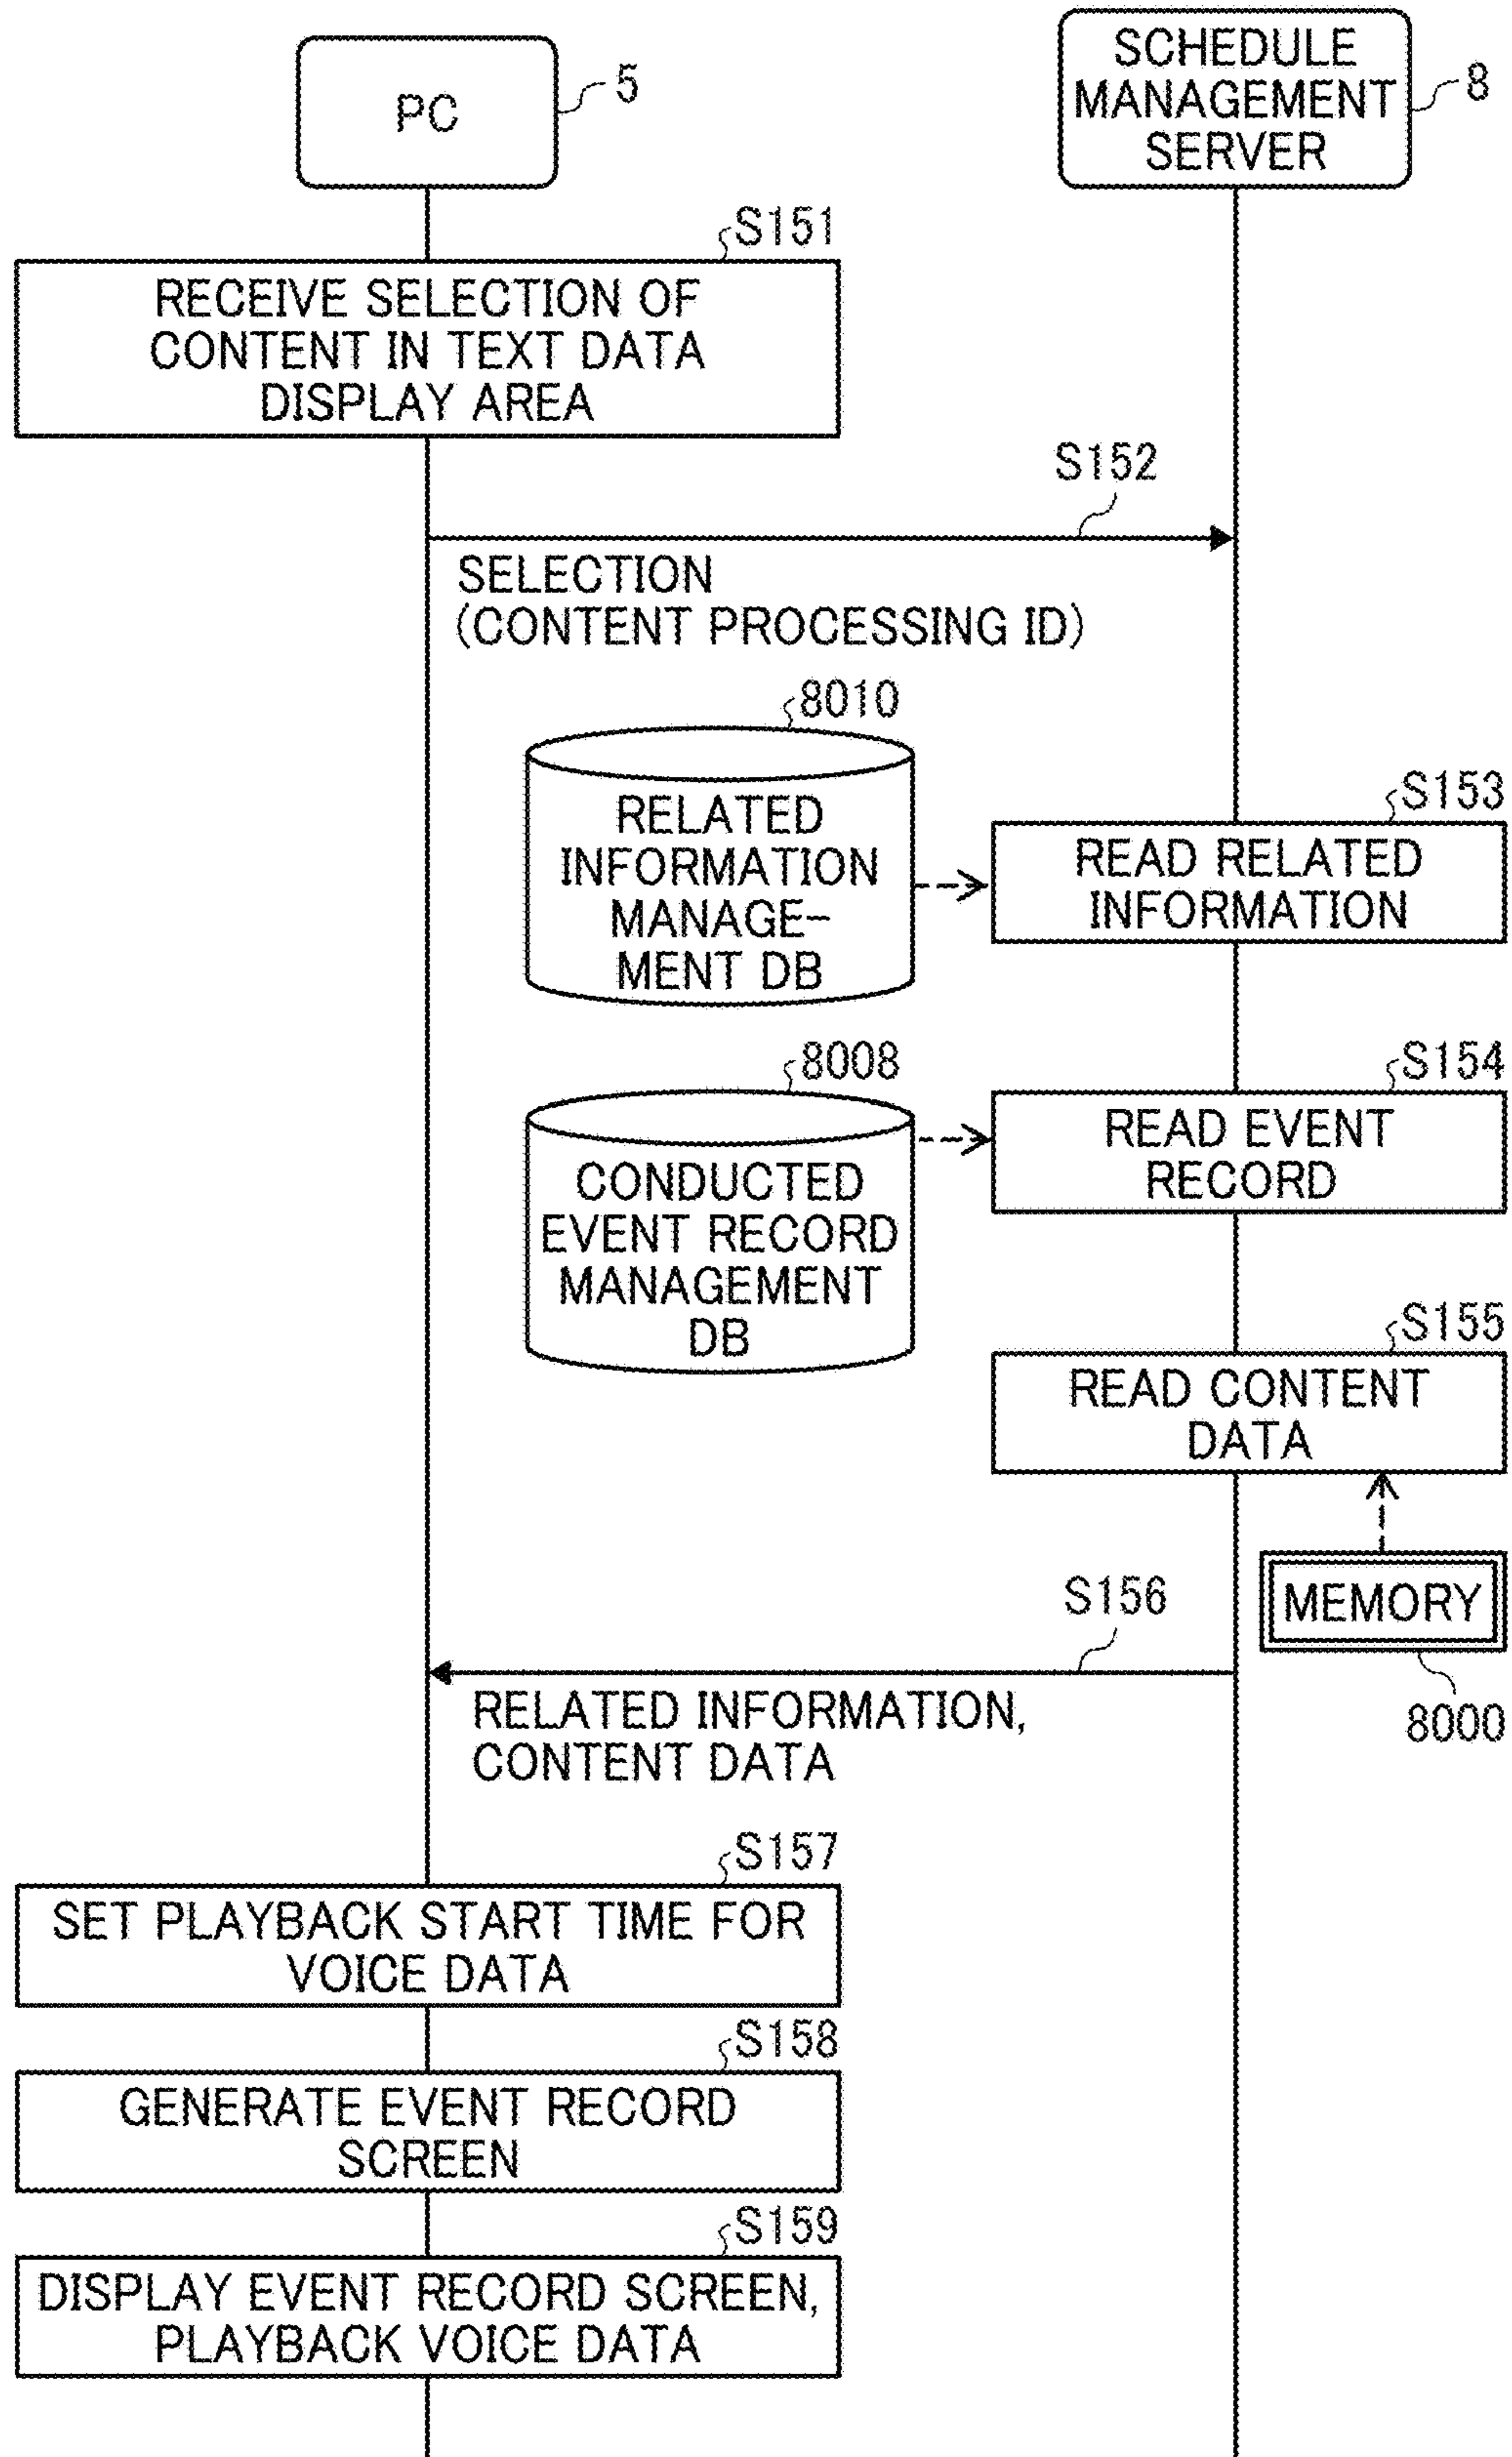 PC
5
SCHEDULE
MANAGEMENT
SERVER
8
S151
RECEIVE SELECTION OF
CONTENT IN TEXT DATA
DISPLAY AREA
S152
SELECTION
(CONTENT PROCESSING ID)
8010
RELATED
INFORMATION
MANAGE-
MENT DB
S153
READ RELATED
INFORMATION
8008
CONDUCTED
EVENT RECORD
MANAGEMENT
DB
S154
READ EVENT
RECORD
S155
READ CONTENT
DATA
MEMORY
8000
S156
RELATED INFORMATION,
CONTENT DATA
S157
SET PLAYBACK START TIME FOR
VOICE DATA
S158
GENERATE EVENT RECORD
SCREEN
S159
DISPLAY EVENT RECORD SCREEN,
PLAYBACK VOICE DATA